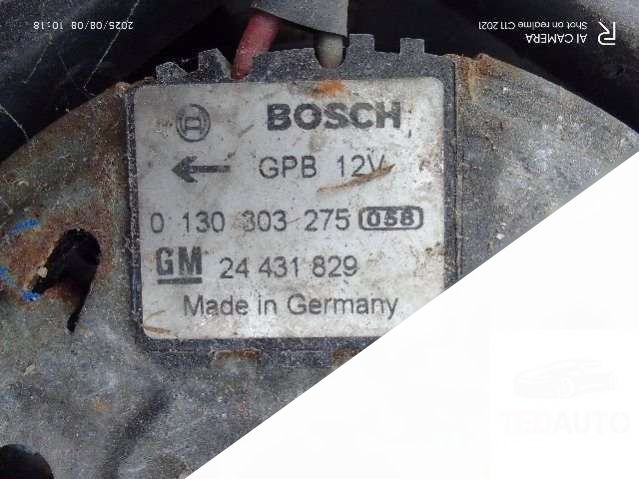 BOSCH
GPB 12V
0 130 303 275 058
GM 24 431 829
Made in Germany
2025/08/08 10:18
AI CAMERA
Shot on realme C11 2021
TEDAUTO